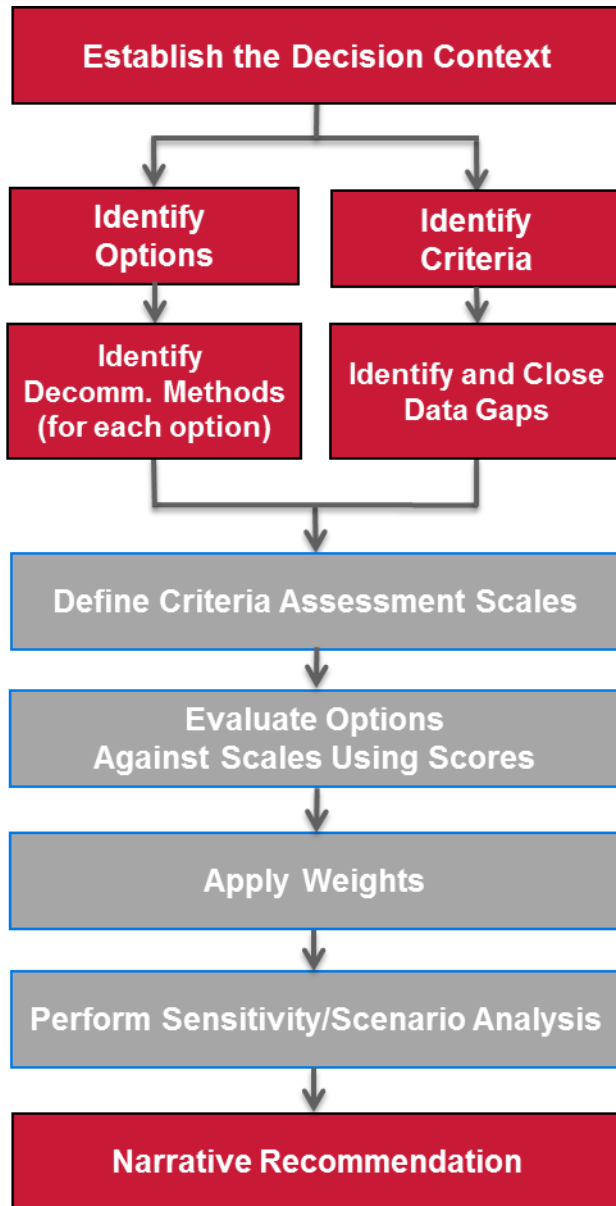 Establish the Decision Context
Identify
Options
Identify
Criteria
Identify
Decomm. Methods
(for each option)
Identify and Close
Data Gaps
Define Criteria Assessment Scales
Evaluate Options
Against Scales Using Scores
Apply Weights
Perform Sensitivity/Scenario Analysis
Narrative Recommendation